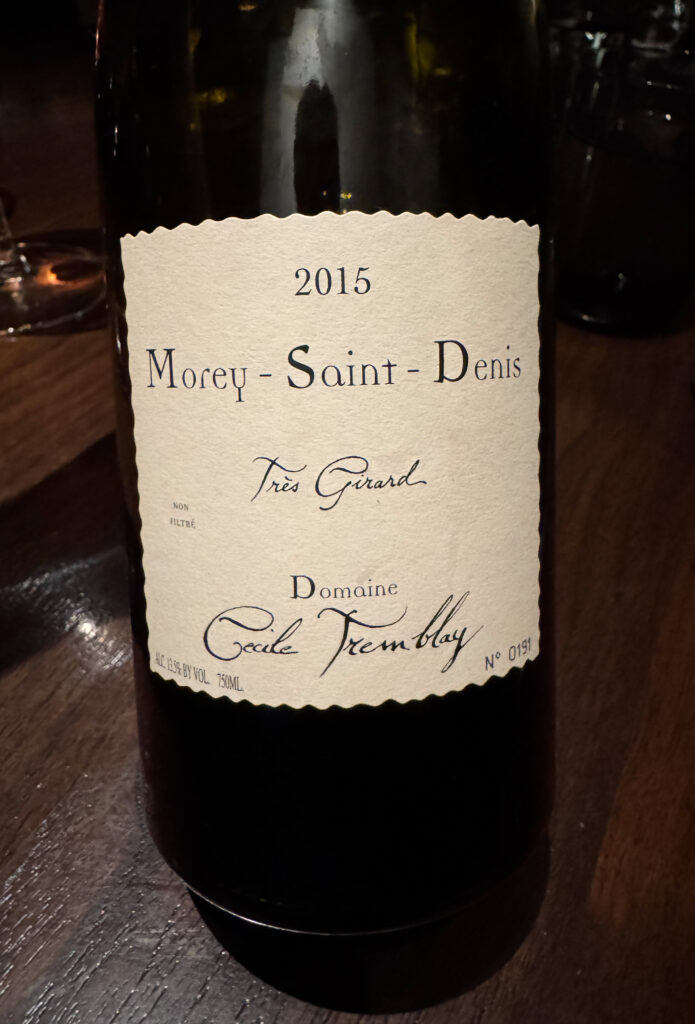 2015
Morey - Saint - Denis
Très Girard
NON
FILTRÉ
Domaine
Cécile Tremblay
ALC. 13.5% BY VOL. 750ML.
N° 0191